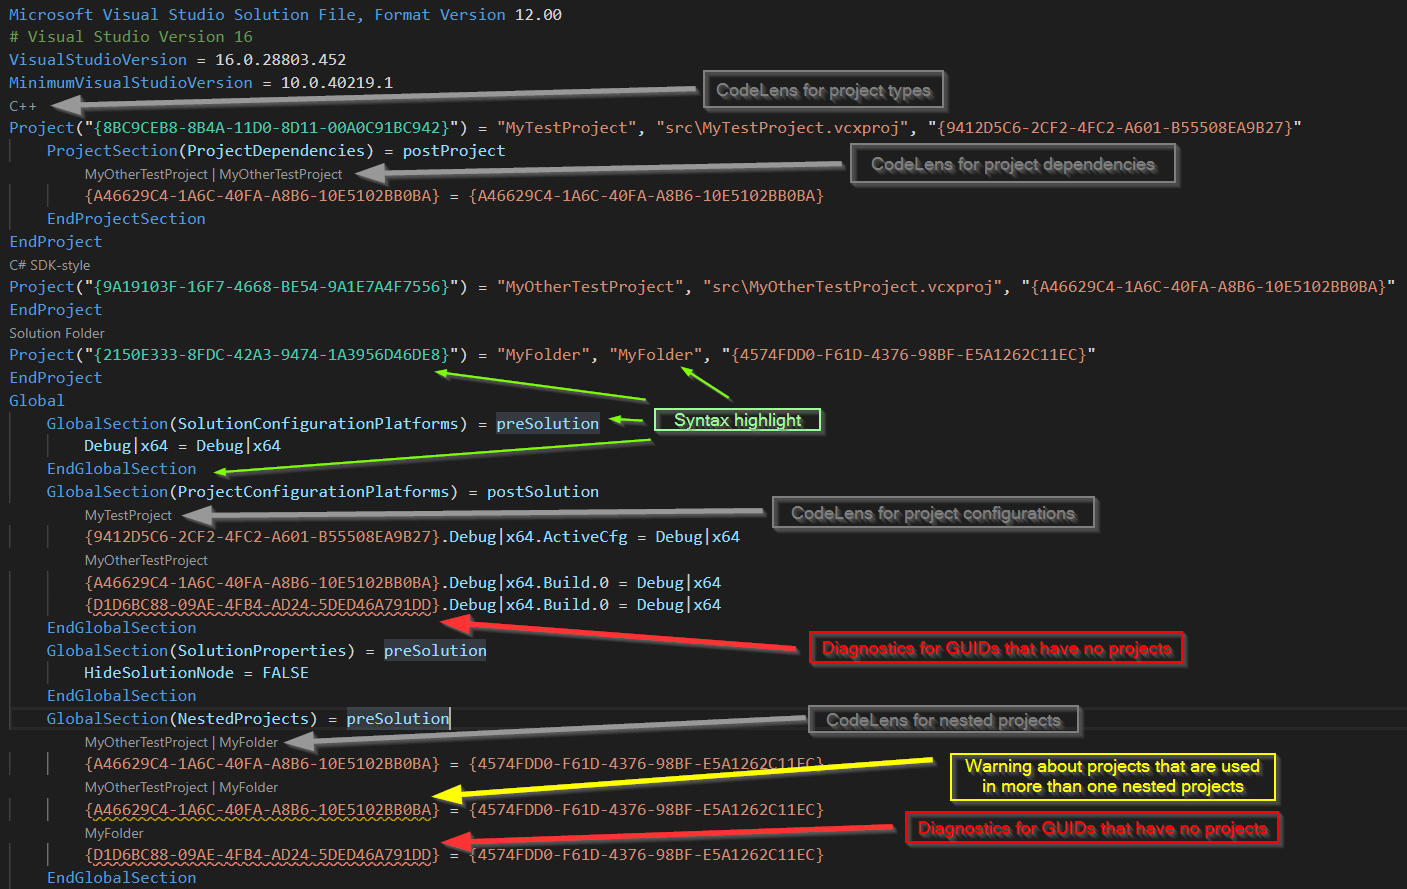 Microsoft Visual Studio Solution File, Format Version 12.00
# Visual Studio Version 16
VisualStudioVersion = 16.0.28803.452
MinimumVisualStudioVersion = 10.0.40219.1
C++
CodeLens for project types
Project("{8BC9CEB8-8B4A-11D0-8D11-00A0C91BC942}") = "MyTestProject", "src\MyTestProject.vcxproj", "{9412D5C6-2CF2-4FC2-A601-B55508EA9B27}"
ProjectSection(ProjectDependencies) = postProject
MyOtherTestProject | MyOtherTestProject
CodeLens for project dependencies
{A46629C4-1A6C-40FA-A8B6-10E5102BB0BA} = {A46629C4-1A6C-40FA-A8B6-10E5102BB0BA}
EndProjectSection
EndProject
C# SDK-style
Project("{9A19103F-16F7-4668-BE54-9A1E7A4F7556}") = "MyOtherTestProject", "src\MyOtherTestProject.vcxproj", "{A46629C4-1A6C-40FA-A8B6-10E5102BB0BA}"
EndProject
Solution Folder
Project("{2150E333-8FDC-42A3-9474-1A3956D46DE8}") = "MyFolder", "MyFolder", "{4574FDD0-F61D-4376-98BF-E5A1262C11EC}"
EndProject
Global
GlobalSection(SolutionConfigurationPlatforms) = preSolution
Syntax highlight
Debug|x64 = Debug|x64
EndGlobalSection
GlobalSection(ProjectConfigurationPlatforms) = postSolution
MyTestProject
CodeLens for project configurations
{9412D5C6-2CF2-4FC2-A601-B55508EA9B27}.Debug|x64.ActiveCfg = Debug|x64
MyOtherTestProject
{A46629C4-1A6C-40FA-A8B6-10E5102BB0BA}.Debug|x64.Build.0 = Debug|x64
{D1D6BC88-09AE-4FB4-AD24-5DED46A791DD}.Debug|x64.Build.0 = Debug|x64
EndGlobalSection
GlobalSection(SolutionProperties) = preSolution
Diagnostics for GUIDs that have no projects
HideSolutionNode = FALSE
EndGlobalSection
GlobalSection(NestedProjects) = preSolution
CodeLens for nested projects
MyOtherTestProject | MyFolder
{A46629C4-1A6C-40FA-A8B6-10E5102BB0BA} = {4574FDD0-F61D-4376-98BF-E5A1262C11EC}
Warning about projects that are used
in more than one nested projects
MyOtherTestProject | MyFolder
{A46629C4-1A6C-40FA-A8B6-10E5102BB0BA} = {4574FDD0-F61D-4376-98BF-E5A1262C11EC}
MyFolder
Diagnostics for GUIDs that have no projects
{D1D6BC88-09AE-4FB4-AD24-5DED46A791DD} = {4574FDD0-F61D-4376-98BF-E5A1262C11EC}
EndGlobalSection